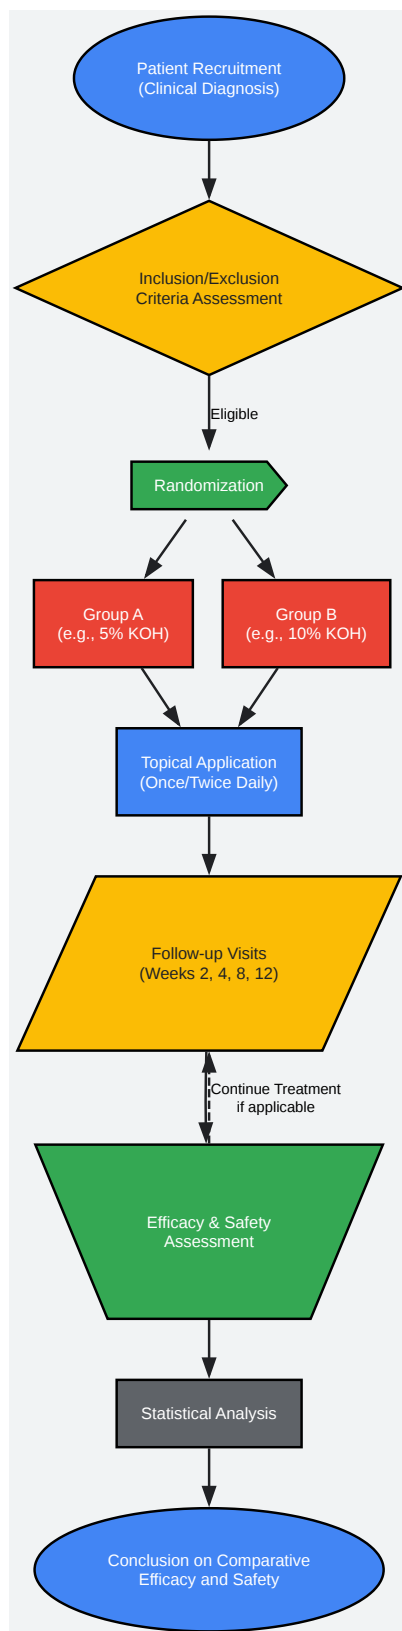 Patient Recruitment
(Clinical Diagnosis)
Inclusion/Exclusion
Criteria Assessment
Eligible
Randomization
Group A
(e.g., 5% KOH)
Group B
(e.g., 10% KOH)
Topical Application
(Once/Twice Daily)
Follow-up Visits
(Weeks 2, 4, 8, 12)
Continue Treatment
if applicable
Efficacy & Safety
Assessment
Statistical Analysis
Conclusion on Comparative
Efficacy and Safety